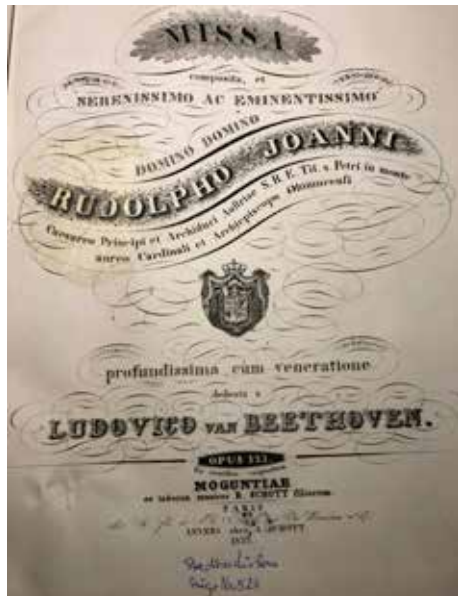 MISSA
composita, et
SERENISSIMO AC EMINENTISSIMO
DOMINO DOMINO
RUDOLPHO JOANNI
Caesareo Principi et Archiduci Austriae S. R. E. Tit. s. Petri in monte
aureo Cardinali et Archiepiscopo Olomucensi
profundissima cum veneratione
dedicata a
LUDOVICO VAN BEETHOVEN.
OPUS 123.
MOGUNTIAE
ex taberna musices B. SCHOTT filiorum.
PARIS
ANVERS chez A. SCHOTT